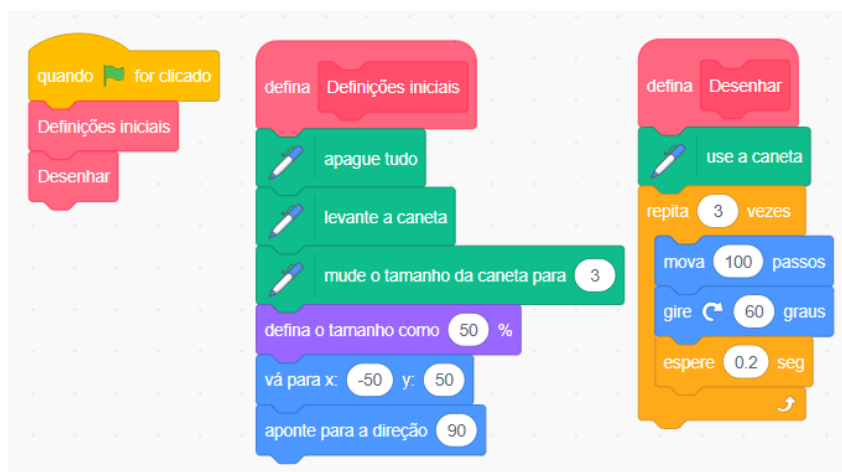 quando for clicado
Definições iniciais
Desenhar
defina Definições iniciais
apague tudo
levante a caneta
mude o tamanho da caneta para 3
defina o tamanho como 50 %
vá para x: -50 y: 50
aponte para a direção 90
defina Desenhar
use a caneta
repita 3 vezes
mova 100 passos
gire 60 graus
espere 0.2 seg